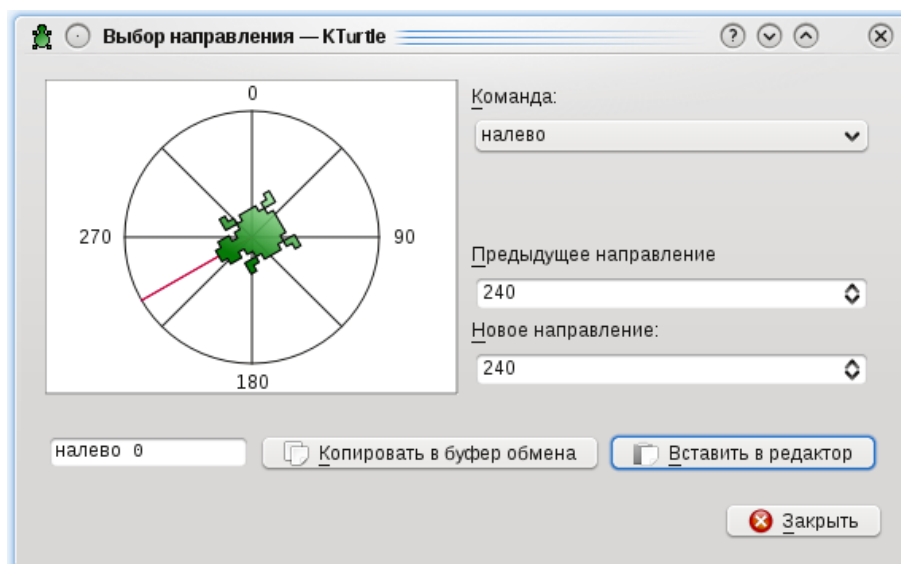 Выбор направления — KTurtle
0
270
90
180
Команда:
налево
Предыдущее направление
240
Новое направление:
240
налево 0
Копировать в буфер обмена
Вставить в редактор
Закрыть